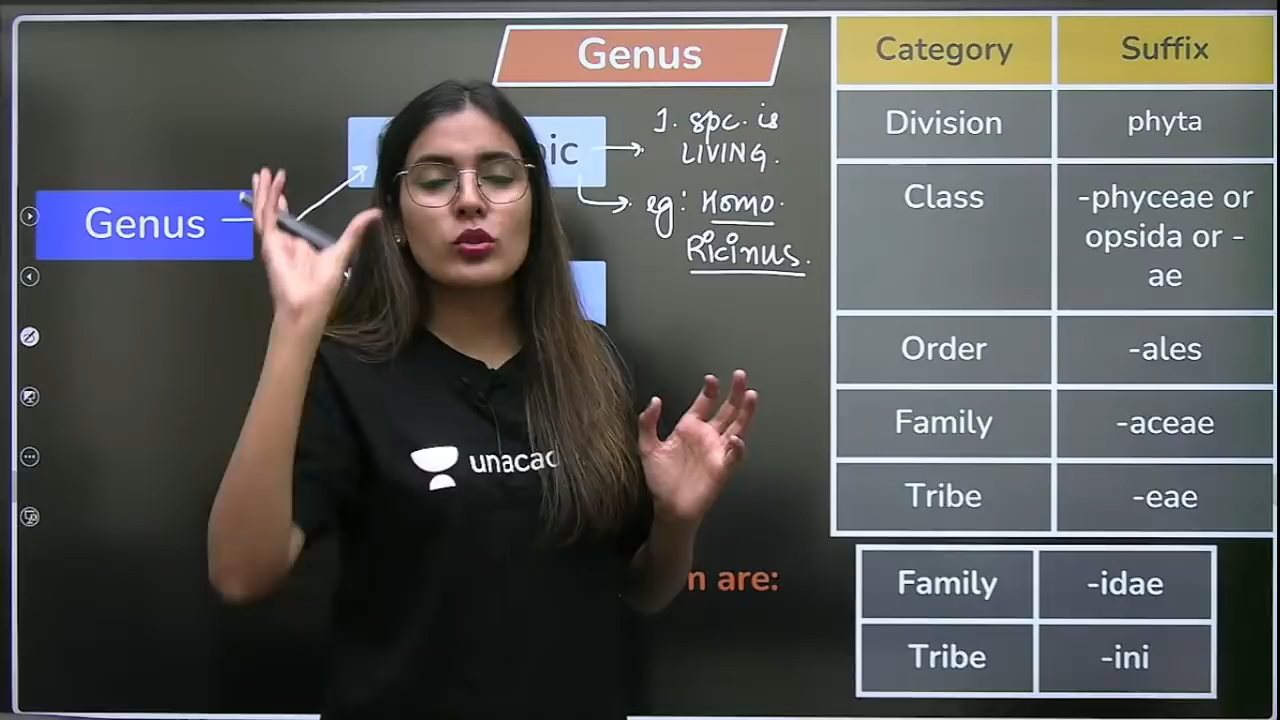 Genus
Genus
pic
1. spc. is
LIVING.
eg: Homo.
Ricinus.
unacad
n are:
Category Suffix
Division phyta
Class -phyceae or
opsida or -
ae
Order -ales
Family -aceae
Tribe -eae
Family -idae
Tribe -ini